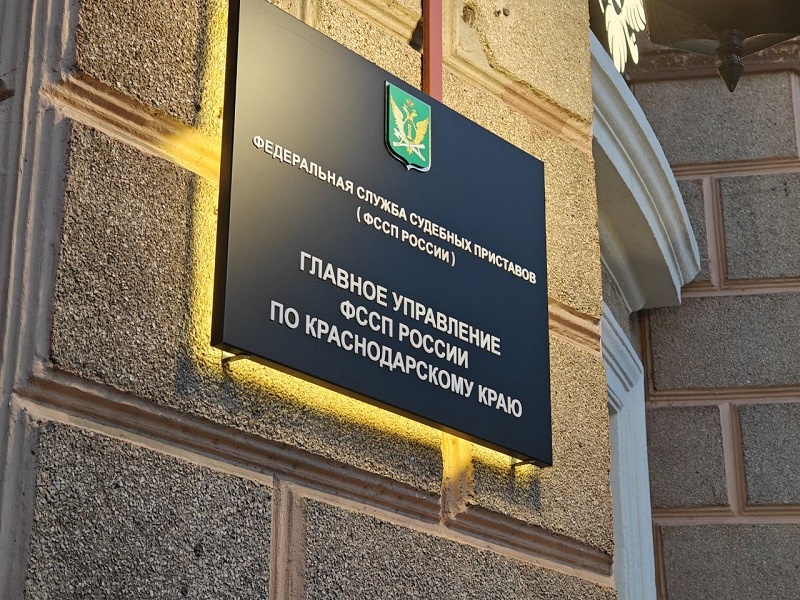 ФЕДЕРАЛЬНАЯ СЛУЖБА СУДЕБНЫХ ПРИСТАВОВ
( ФССП РОССИИ )
ГЛАВНОЕ УПРАВЛЕНИЕ
ФССП РОССИИ
ПО КРАСНОДАРСКОМУ КРАЮ